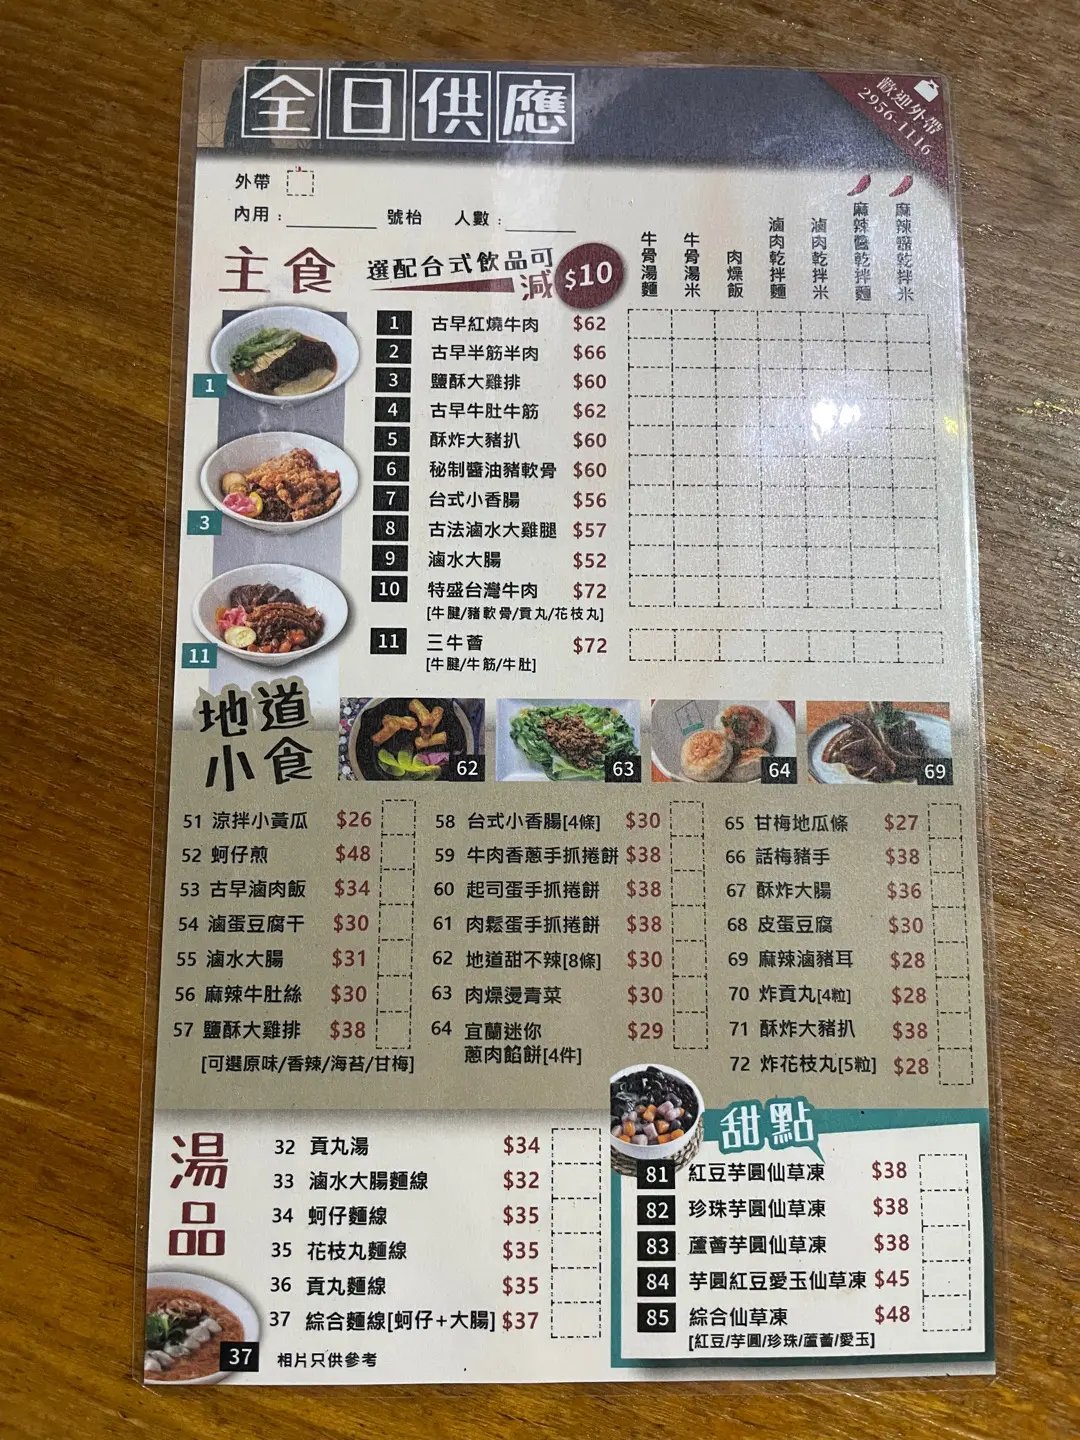 全日供應
歡迎外帶
2956-1116
外帶
內用：________ 號枱 人數：________
主食 選配台式飲品可減$10
牛骨湯麵
牛骨湯米
肉燥飯
滷肉乾拌麵
滷肉乾拌米
麻辣醬乾拌麵
麻辣醬乾拌米
1 古早紅燒牛肉 $62
2 古早半筋半肉 $66
3 鹽酥大雞排 $60
4 古早牛肚牛筋 $62
5 酥炸大豬扒 $60
6 秘制醬油豬軟骨 $60
7 台式小香腸 $56
8 古法滷水大雞腿 $57
9 滷水大腸 $52
10 特盛台灣牛肉 $72
[牛腱/豬軟骨/貢丸/花枝丸]
11 三牛薈 $72
[牛腱/牛筋/牛肚]
1
3
11
地道小食
62
63
64
69
51 涼拌小黃瓜 $26
52 蚵仔煎 $48
53 古早滷肉飯 $34
54 滷蛋豆腐干 $30
55 滷水大腸 $31
56 麻辣牛肚絲 $30
57 鹽酥大雞排 $38
[可選原味/香辣/海苔/甘梅]
58 台式小香腸[4條] $30
59 牛肉香蔥手抓捲餅 $38
60 起司蛋手抓捲餅 $38
61 肉鬆蛋手抓捲餅 $38
62 地道甜不辣[8條] $30
63 肉燥燙青菜 $30
64 宜蘭迷你 $29
蔥肉餡餅[4件]
65 甘梅地瓜條 $27
66 話梅豬手 $38
67 酥炸大腸 $36
68 皮蛋豆腐 $30
69 麻辣滷豬耳 $28
70 炸貢丸[4粒] $28
71 酥炸大豬扒 $38
72 炸花枝丸[5粒] $28
湯品
32 貢丸湯 $34
33 滷水大腸麵線 $32
34 蚵仔麵線 $35
35 花枝丸麵線 $35
36 貢丸麵線 $35
37 綜合麵線[蚵仔+大腸] $37
37 相片只供參考
甜點
81 紅豆芋圓仙草凍 $38
82 珍珠芋圓仙草凍 $38
83 蘆薈芋圓仙草凍 $38
84 芋圓紅豆愛玉仙草凍 $45
85 綜合仙草凍 $48
[紅豆/芋圓/珍珠/蘆薈/愛玉]